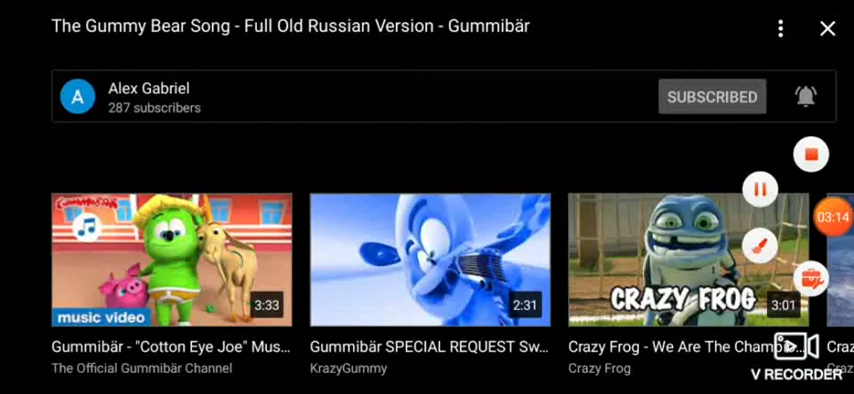 The Gummy Bear Song - Full Old Russian Version - Gummibär
A
Alex Gabriel
287 subscribers
SUBSCRIBED
03:14
GUMMIBÄR
music video
3:33
2:31
CRAZY FROG
3:01
Gummibär - "Cotton Eye Joe" Mus...
The Official Gummibär Channel
Gummibär SPECIAL REQUEST Sw...
KrazyGummy
Crazy Frog - We Are The Champ...
Crazy Frog
V RECORDER